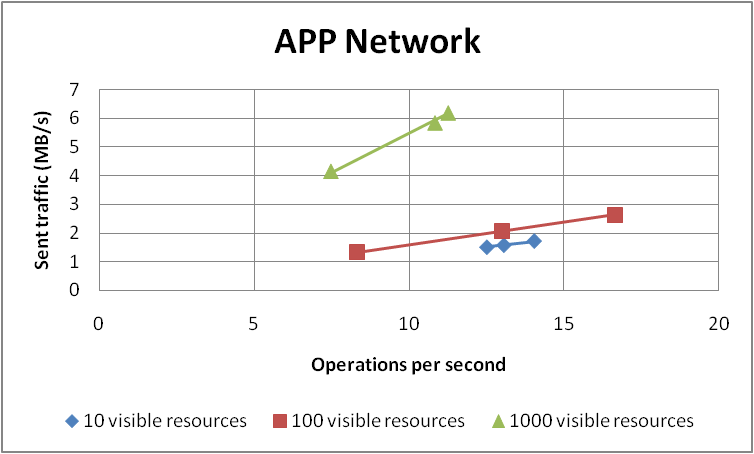 APP Network
Sent traffic (MB/s)
7
6
5
4
3
2
1
0
0 5 10 15 20
Operations per second
10 visible resources 100 visible resources 1000 visible resources